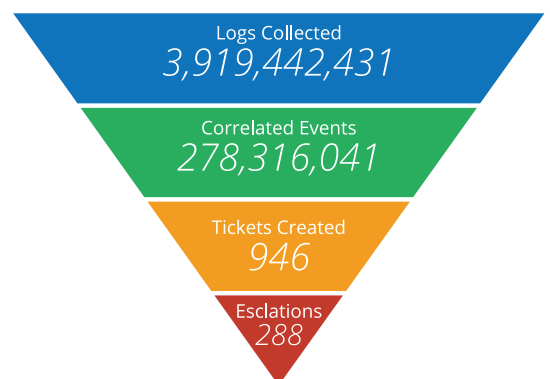 Logs Collected
3,919,442,431
Correlated Events
278,316,041
Tickets Created
946
Esclations
288